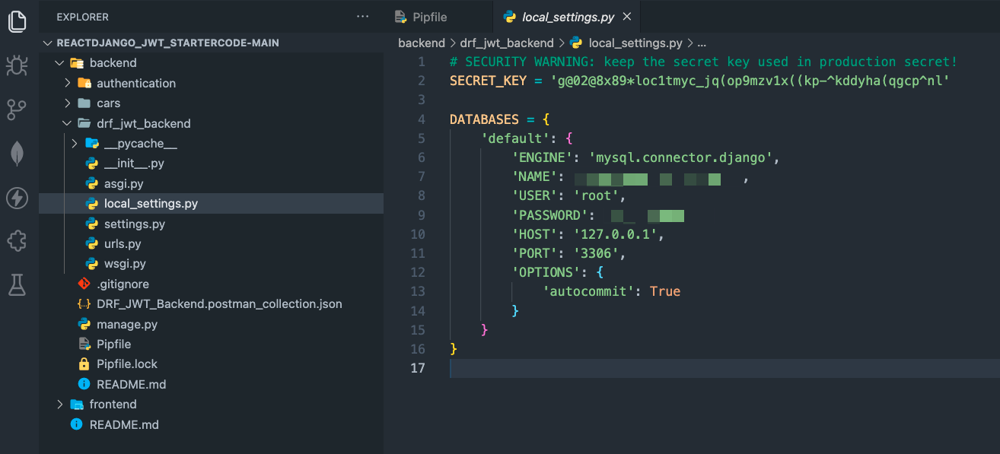 EXPLORER
···
REACTDJANGO_JWT_STARTERCODE-MAIN
backend
authentication
cars
drf_jwt_backend
__pycache__
__init__.py
asgi.py
local_settings.py
settings.py
urls.py
wsgi.py
.gitignore
DRF_JWT_Backend.postman_collection.json
manage.py
Pipfile
Pipfile.lock
README.md
frontend
README.md
Pipfile
local_settings.py
backend > drf_jwt_backend > local_settings.py > ...
1 # SECURITY WARNING: keep the secret key used in production secret!
2 SECRET_KEY = 'g@02@8x89*loc1tmyc_jq(op9mzv1x((kp-^kddyha(qgcp^nl'
3
4 DATABASES = {
5 'default': {
6 'ENGINE': 'mysql.connector.django',
7 'NAME': ,
8 'USER': 'root',
9 'PASSWORD':
10 'HOST': '127.0.0.1',
11 'PORT': '3306',
12 'OPTIONS': {
13 'autocommit': True
14 }
15 }
16 }
17